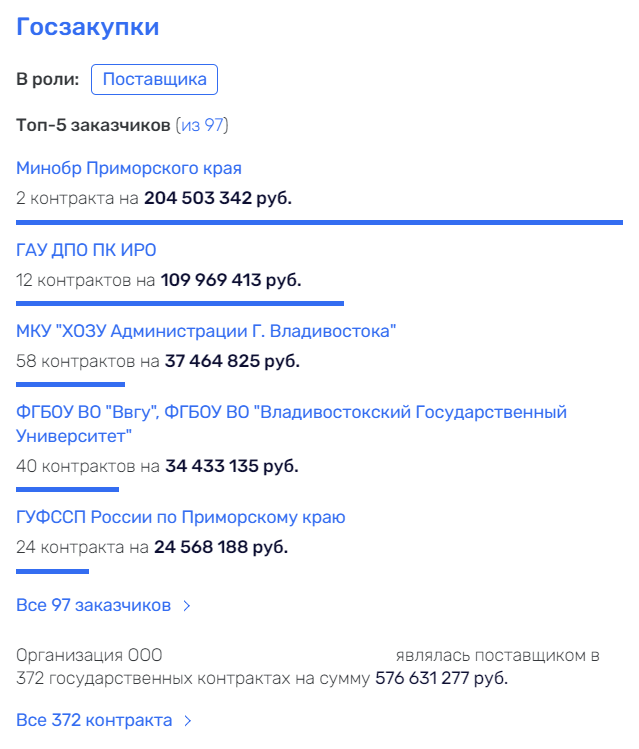 Госзакупки
В роли: Поставщика
Топ-5 заказчиков (из 97)
Минобр Приморского края
2 контракта на 204 503 342 руб.
ГАУ ДПО ПК ИРО
12 контрактов на 109 969 413 руб.
МКУ "ХОЗУ Администрации Г. Владивостока"
58 контрактов на 37 464 825 руб.
ФГБОУ ВО "Ввгу", ФГБОУ ВО "Владивостокский Государственный
Университет"
40 контрактов на 34 433 135 руб.
ГУФССП России по Приморскому краю
24 контракта на 24 568 188 руб.
Все 97 заказчиков
Организация ООО являлась поставщиком в
372 государственных контрактах на сумму 576 631 277 руб.
Все 372 контракта